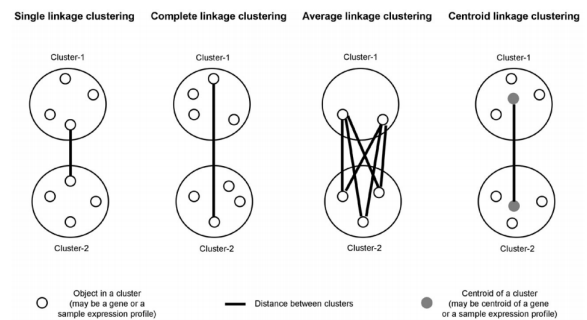 Single linkage clustering
Complete linkage clustering
Average linkage clustering
Centroid linkage clustering
Cluster-1
Cluster-1
Cluster-1
Cluster-1
Cluster-2
Cluster-2
Cluster-2
Cluster-2
Object in a cluster
(may be a gene or a
sample expression profile)
Distance between clusters
Centroid of a cluster
(may be centroid of a gene
or a sample expression profile)